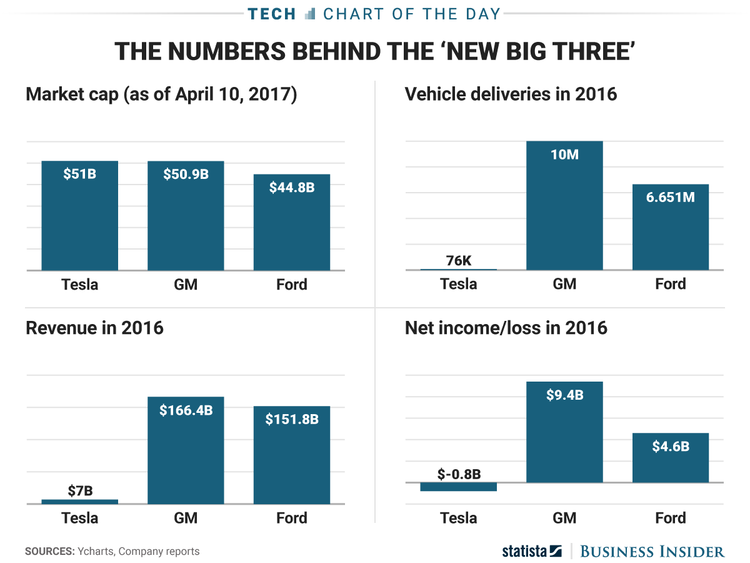 TECH CHART OF THE DAY
THE NUMBERS BEHIND THE ‘NEW BIG THREE’
Market cap (as of April 10, 2017)
$51B $50.9B $44.8B
Tesla GM Ford
Vehicle deliveries in 2016
76K 10M 6.651M
Tesla GM Ford
Revenue in 2016
$7B $166.4B $151.8B
Tesla GM Ford
Net income/loss in 2016
$-0.8B $9.4B $4.6B
Tesla GM Ford
SOURCES: Ycharts, Company reports
statista BUSINESS INSIDER